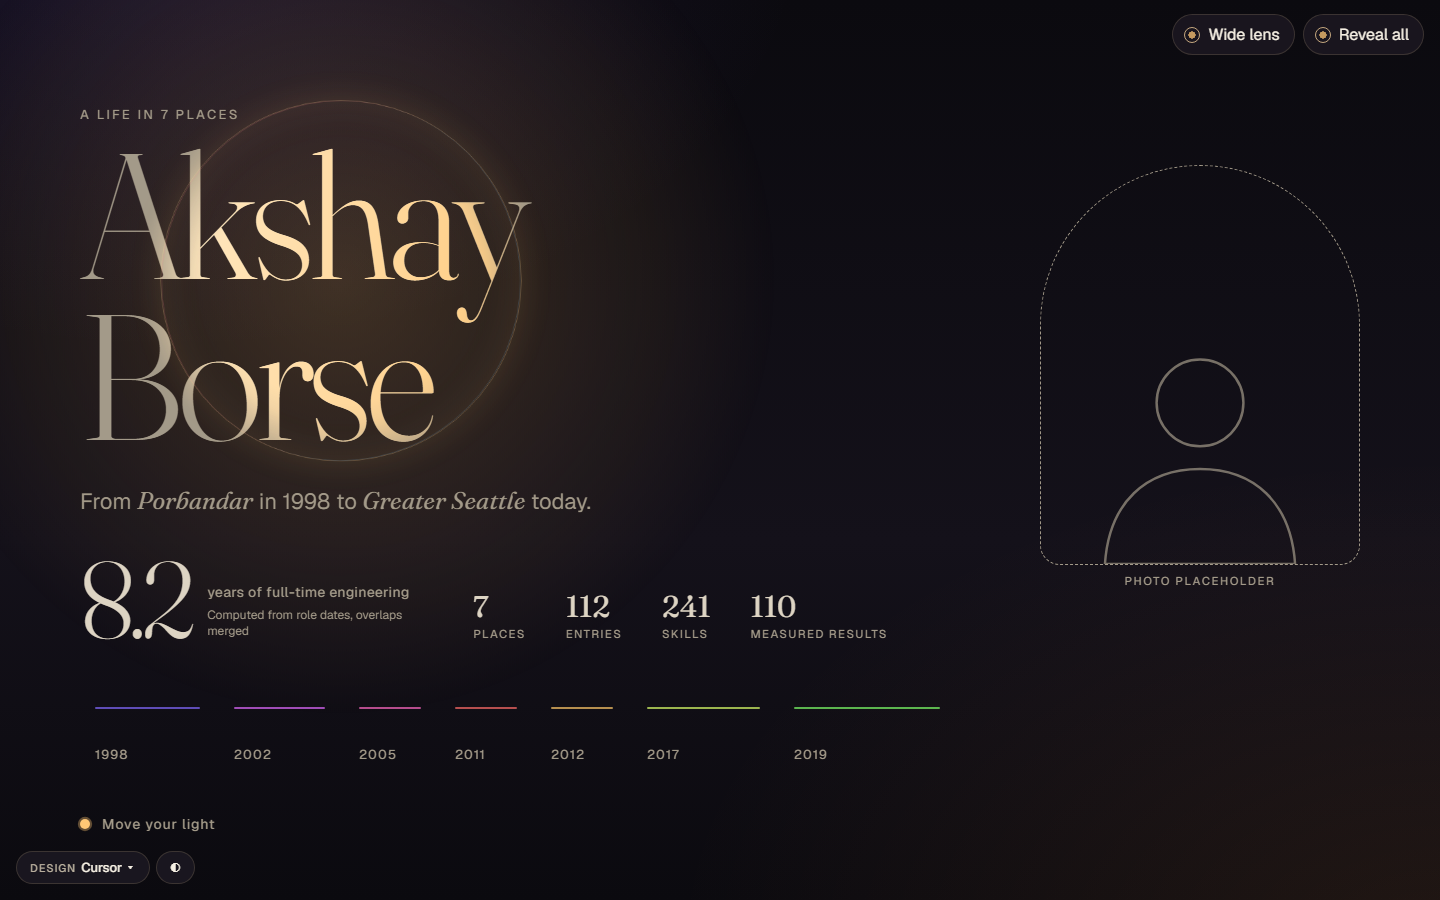 Wide lens
Reveal all
A LIFE IN 7 PLACES
Akshay
Borse
From Porbandar in 1998 to Greater Seattle today.
8.2
years of full-time engineering
Computed from role dates, overlaps
merged
7
PLACES
112
ENTRIES
241
SKILLS
110
MEASURED RESULTS
PHOTO PLACEHOLDER
1998
2002
2005
2011
2012
2017
2019
Move your light
DESIGN Cursor